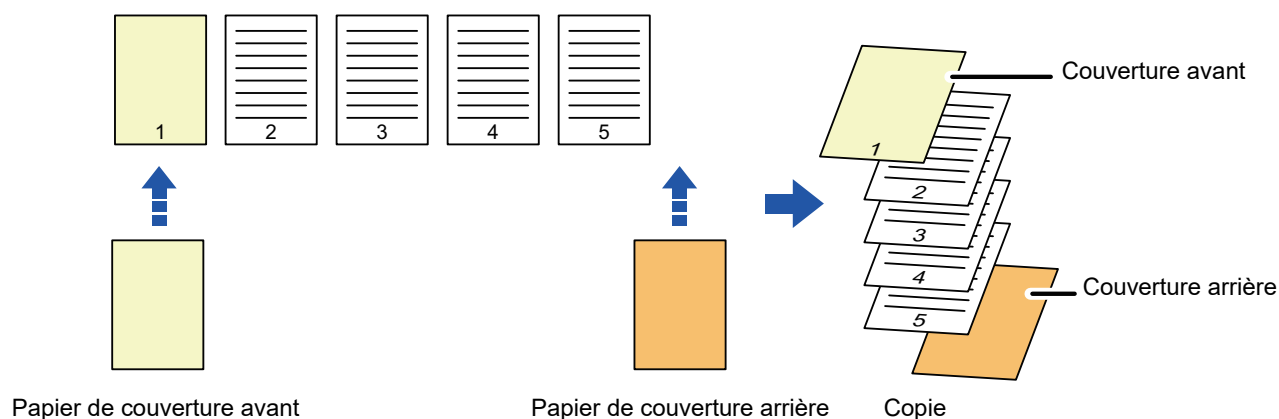 1 2 3 4 5
Couverture avant
1
2
3
4
5
Couverture arrière
Papier de couverture avant
Papier de couverture arrière
Copie